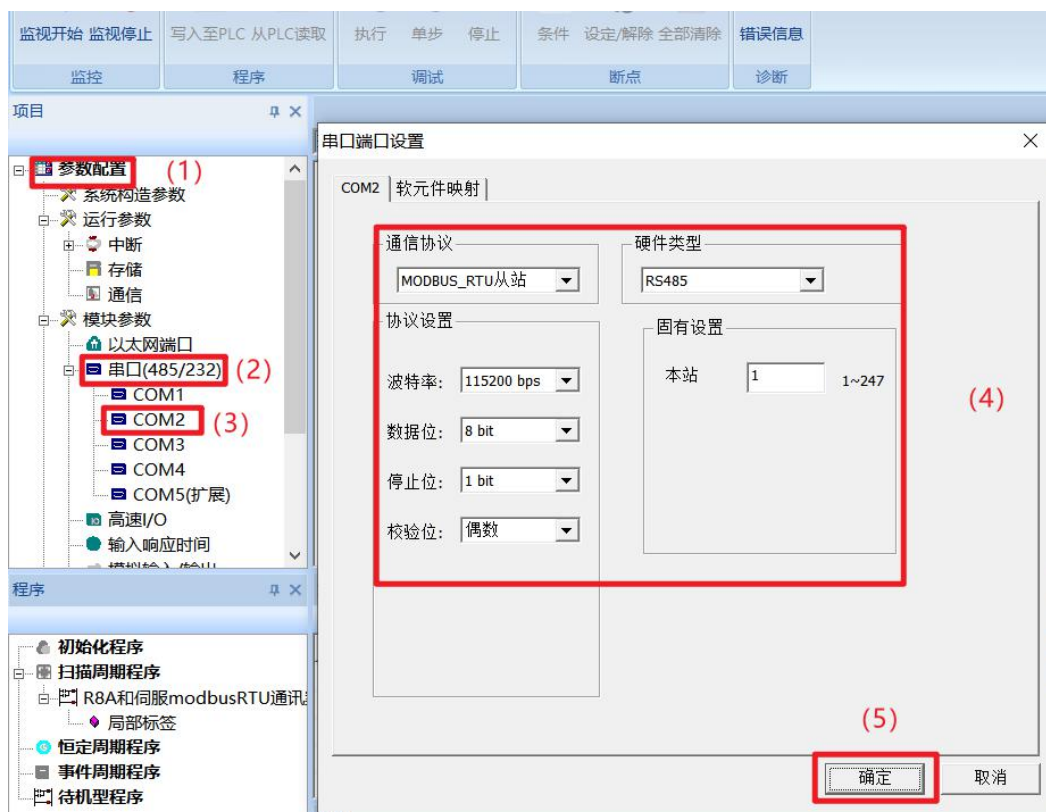 监视开始 监视停止 写入至PLC 从PLC读取 执行 单步 停止 条件 设定/解除 全部清除 错误信息
监控 程序 调试 断点 诊断
项目
参数配置 (1)
系统构造参数
运行参数
中断
存储
通信
模块参数
以太网端口
串口(485/232) (2)
COM1
COM2 (3)
COM3
COM4
COM5(扩展)
高速I/O
输入响应时间
模拟输入/输出
程序
初始化程序
扫描周期程序
R8A和伺服modbusRTU通讯
局部标签
恒定周期程序
事件周期程序
待机型程序
串口端口设置
COM2 软元件映射
通信协议
MODBUS_RTU从站
硬件类型
RS485
协议设置
波特率: 115200 bps
数据位: 8 bit
停止位: 1 bit
校验位: 偶数
固有设置
本站 1 1~247
(4)
(5)
确定 取消